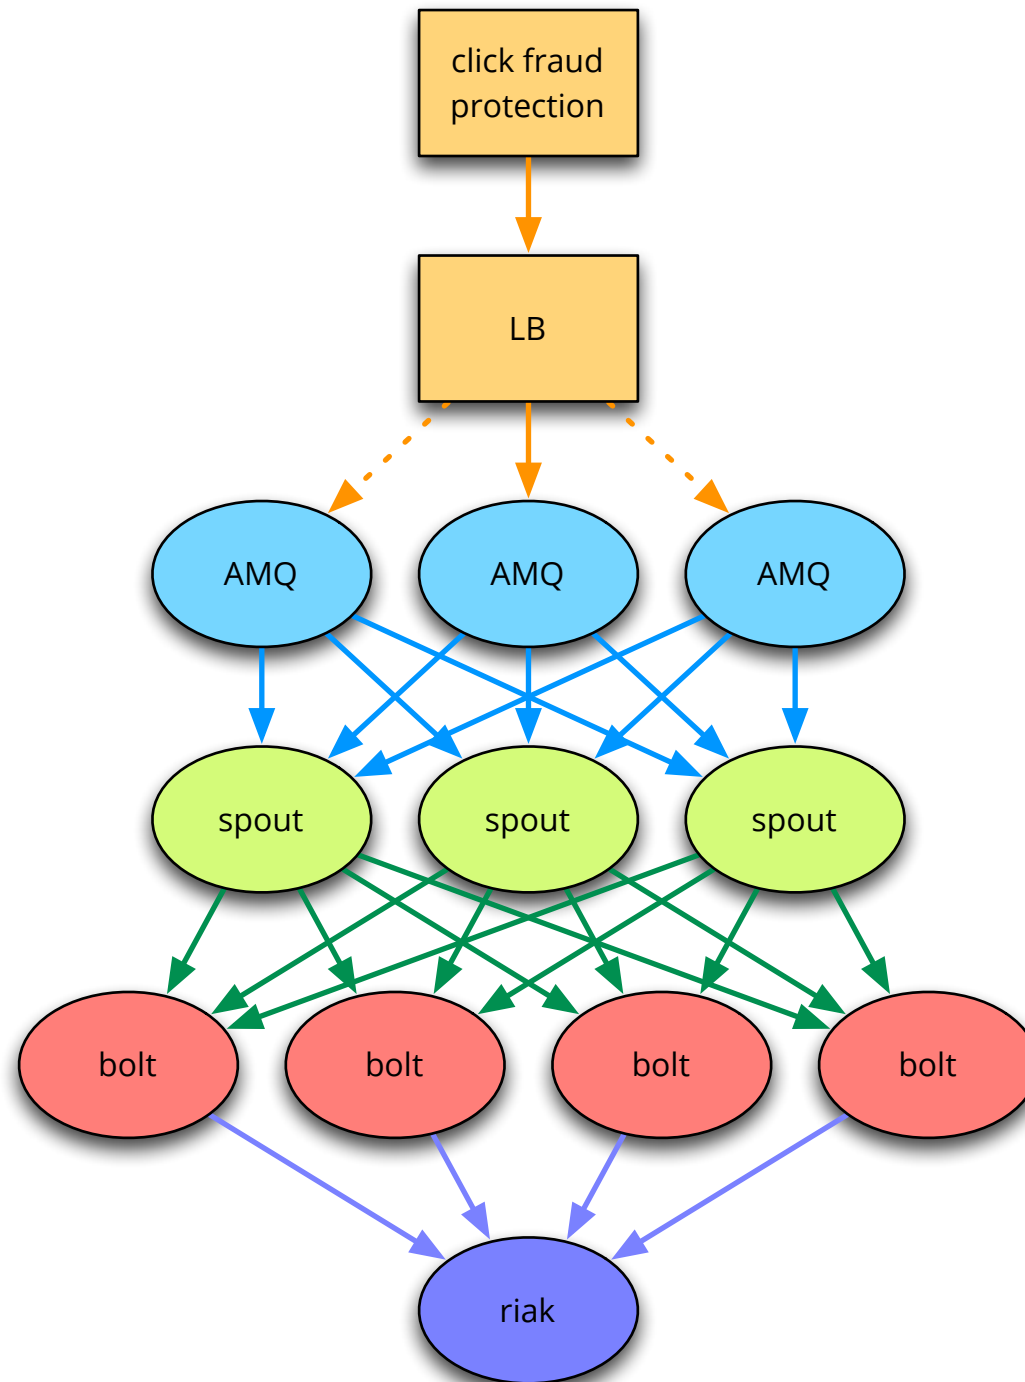 click fraud
protection
LB
AMQ AMQ AMQ
spout spout spout
bolt bolt bolt bolt
riak